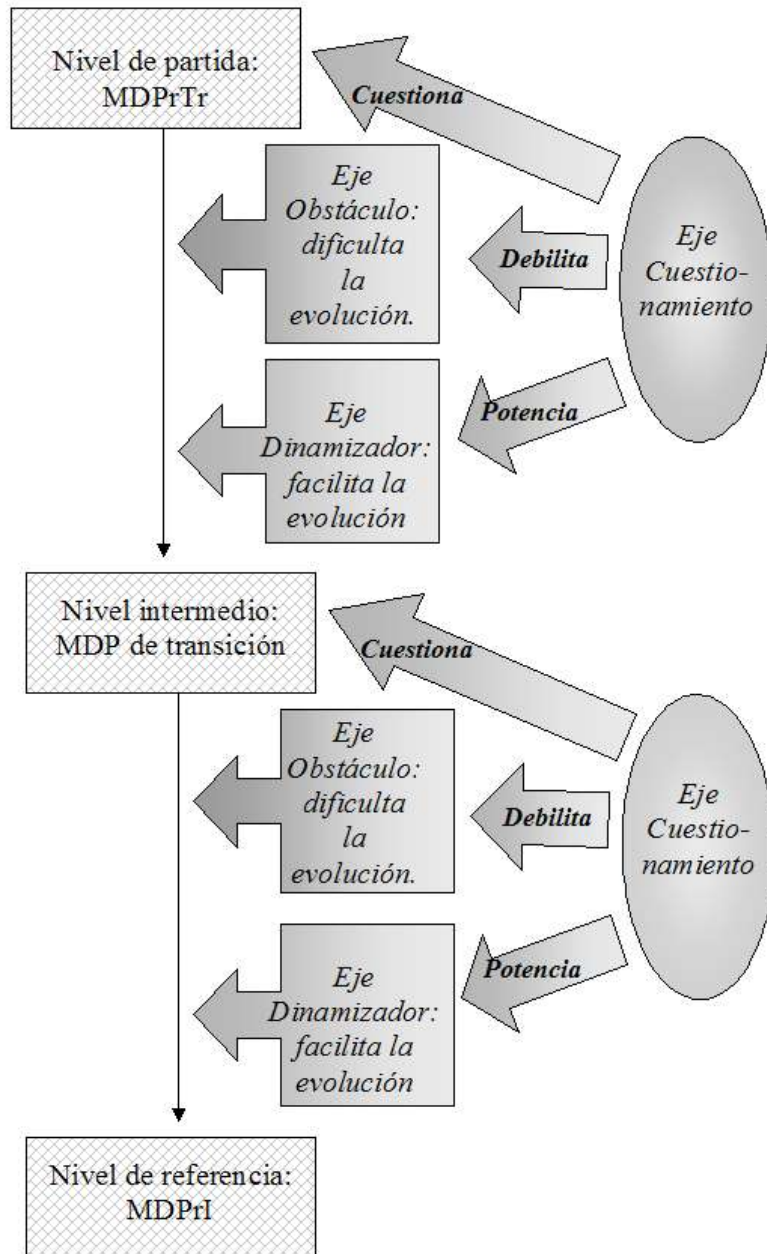 Nivel de partida:
MDPrTr
Cuestiona
Eje
Obstáculo:
dificulta
la
evolución.
Debilita
Eje
Cuestio-
namiento
Eje
Dinamizador:
facilita la
evolución
Potencia
Nivel intermedio:
MDP de transición
Cuestiona
Eje
Obstáculo:
dificulta
la
evolución.
Debilita
Eje
Cuestio-
namiento
Eje
Dinamizador:
facilita la
evolución
Potencia
Nivel de referencia:
MDPrI